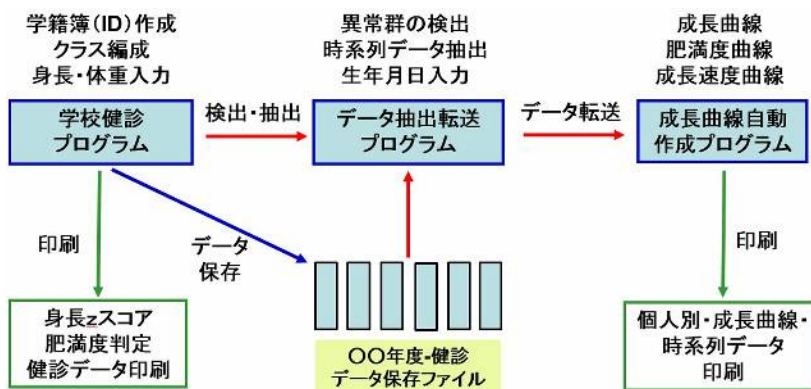 学籍簿(ID)作成
クラス編成
身長・体重入力
異常群の検出
時系列データ抽出
生年月日入力
成長曲線
肥満度曲線
成長速度曲線
学校健診
プログラム
検出・抽出
データ抽出転送
プログラム
データ転送
成長曲線自動
作成プログラム
印刷
データ
保存
印刷
身長zスコア
肥満度判定
健診データ印刷
〇〇年度-健診
データ保存ファイル
個人別・成長曲線・
時系列データ
印刷